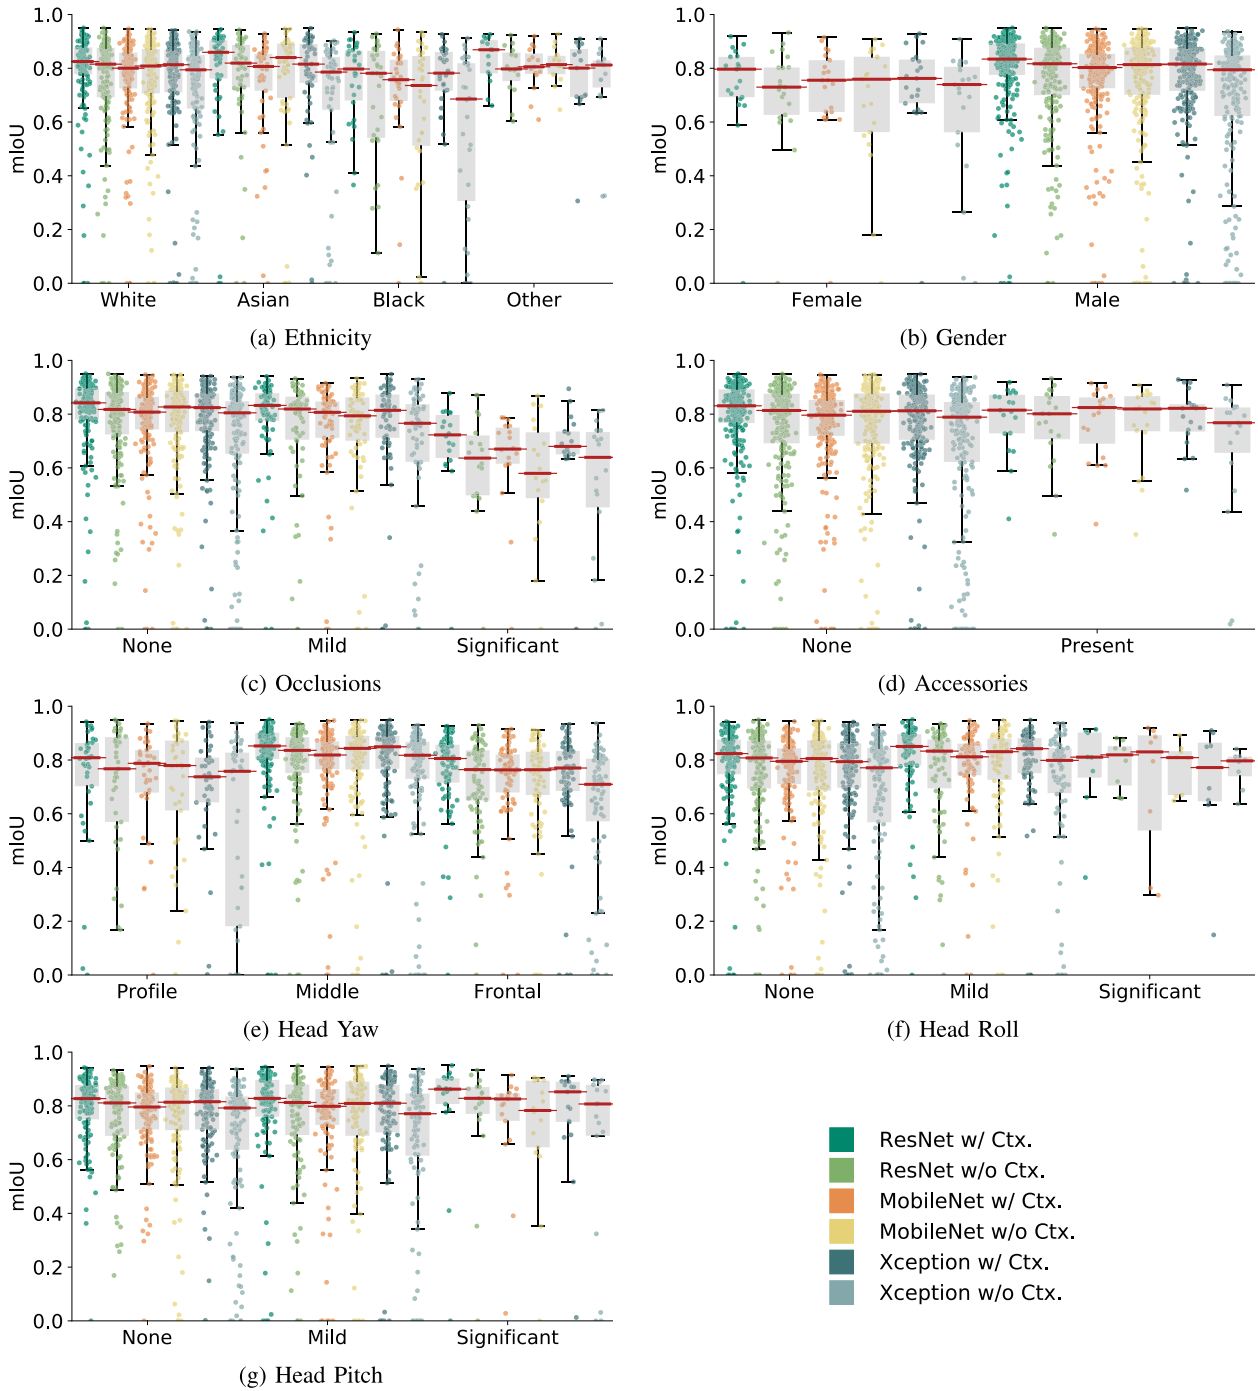 1.0
0.8
0.6
0.4
0.2
0.0
mIoU
White Asian Black Other
(a) Ethnicity
1.0
0.8
0.6
0.4
0.2
0.0
mIoU
Female Male
(b) Gender
1.0
0.8
0.6
0.4
0.2
0.0
mIoU
None Mild Significant
(c) Occlusions
1.0
0.8
0.6
0.4
0.2
0.0
mIoU
None Present
(d) Accessories
1.0
0.8
0.6
0.4
0.2
0.0
mIoU
Profile Middle Frontal
(e) Head Yaw
1.0
0.8
0.6
0.4
0.2
0.0
mIoU
None Mild Significant
(f) Head Roll
1.0
0.8
0.6
0.4
0.2
0.0
mIoU
None Mild Significant
(g) Head Pitch
ResNet w/ Ctx.
ResNet w/o Ctx.
MobileNet w/ Ctx.
MobileNet w/o Ctx.
Xception w/ Ctx.
Xception w/o Ctx.